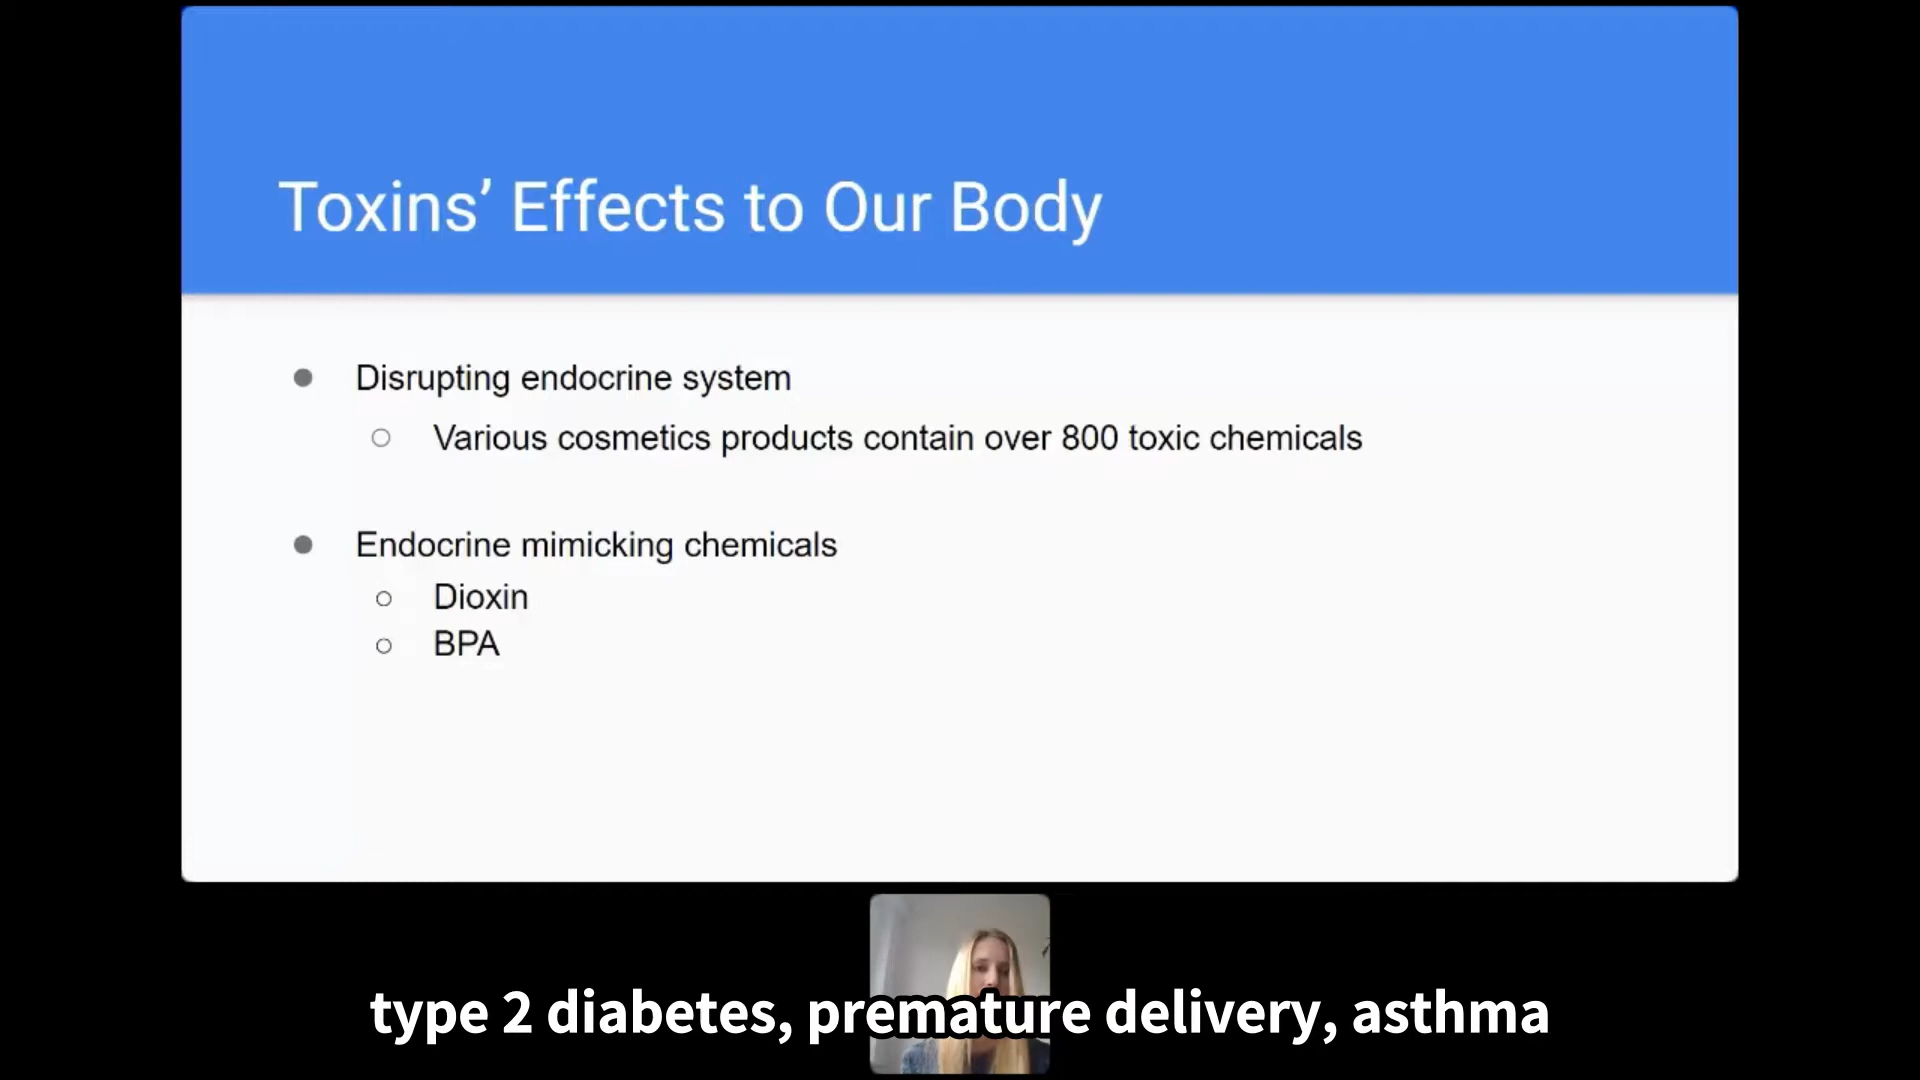 Toxins’ Effects to Our Body
Disrupting endocrine system
Various cosmetics products contain over 800 toxic chemicals
Endocrine mimicking chemicals
Dioxin
BPA
type 2 diabetes, premature delivery, asthma